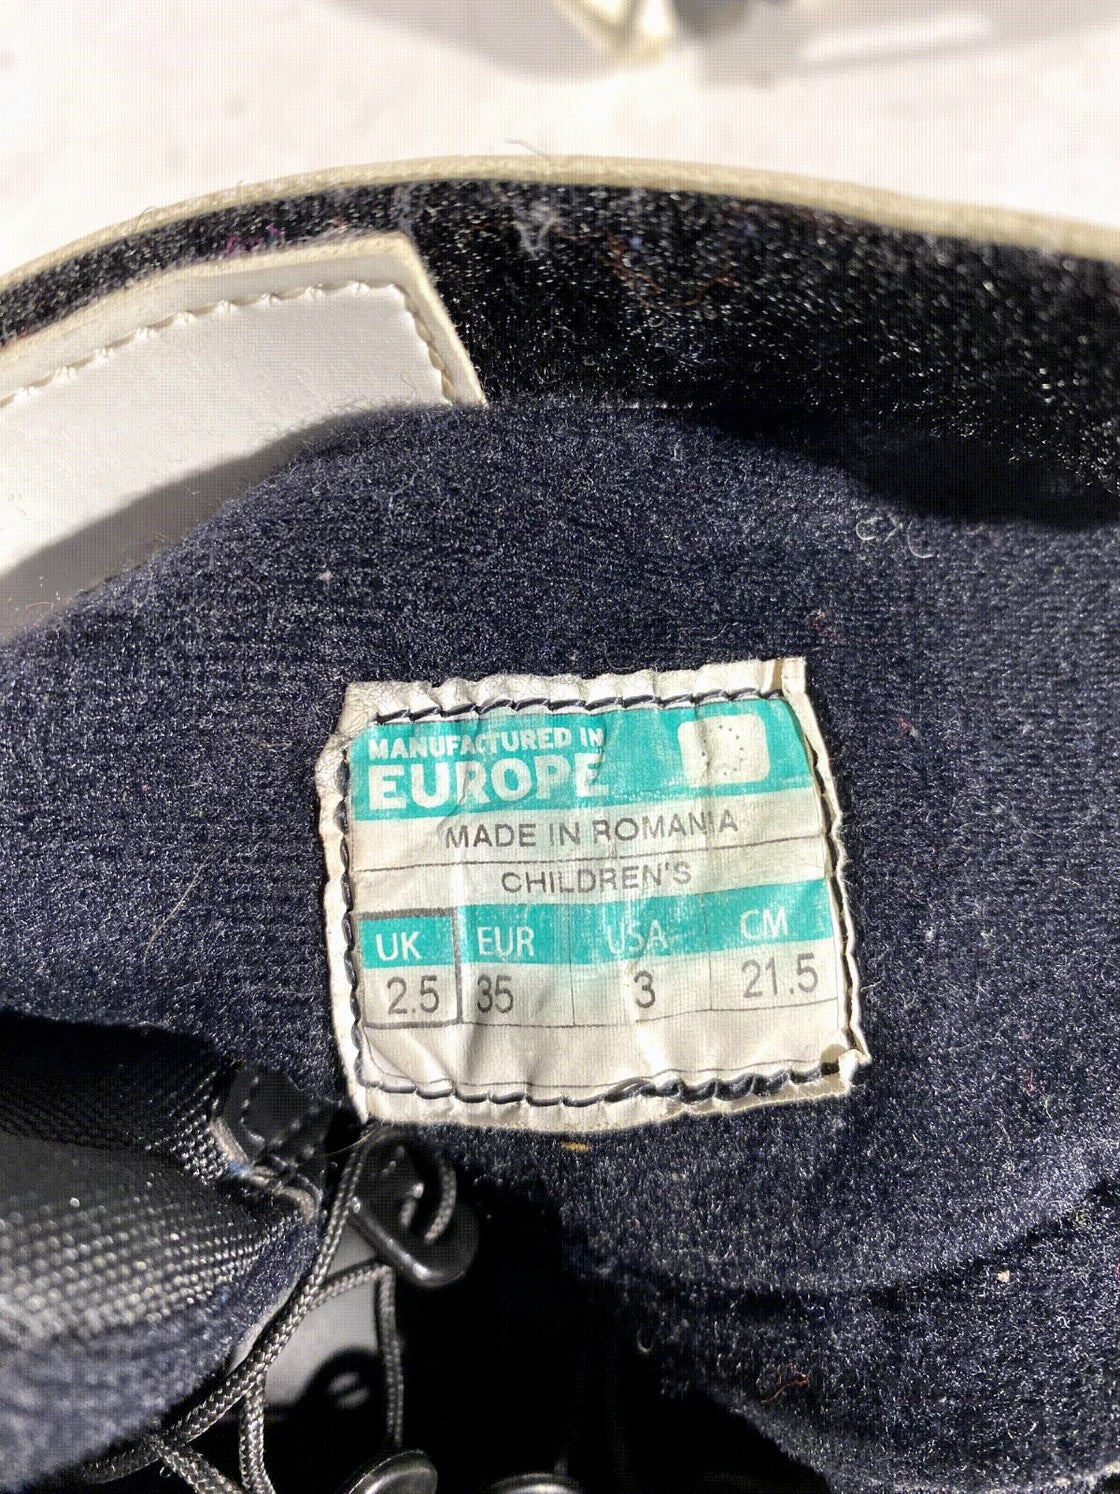 MANUFACTURED IN
EUROPE
MADE IN ROMANIA
CHILDREN'S
UK EUR USA CM
2.5 35 3 21.5